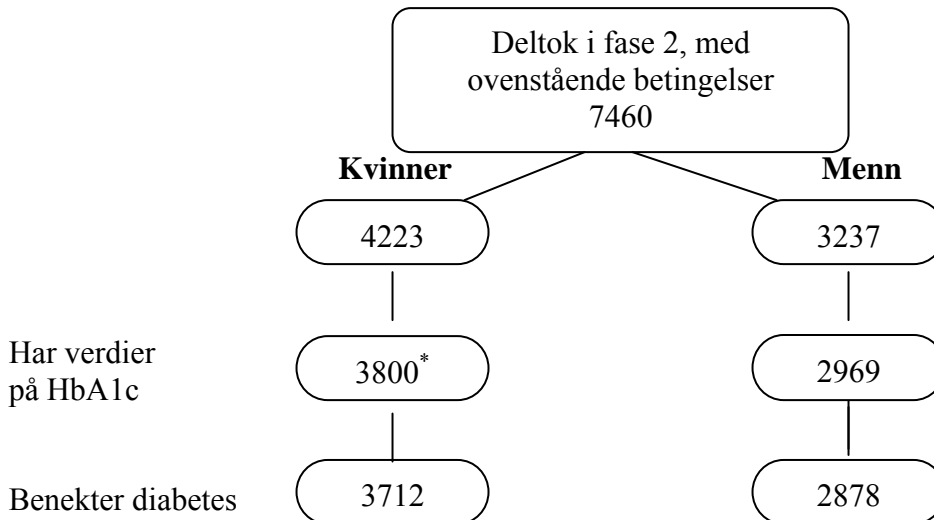 Deltok i fase 2, med
ovenstående betingelser
7460
Kvinner Menn
4223 3237
Har verdier
på HbA1c
3800* 2969
Benekter diabetes 3712 2878